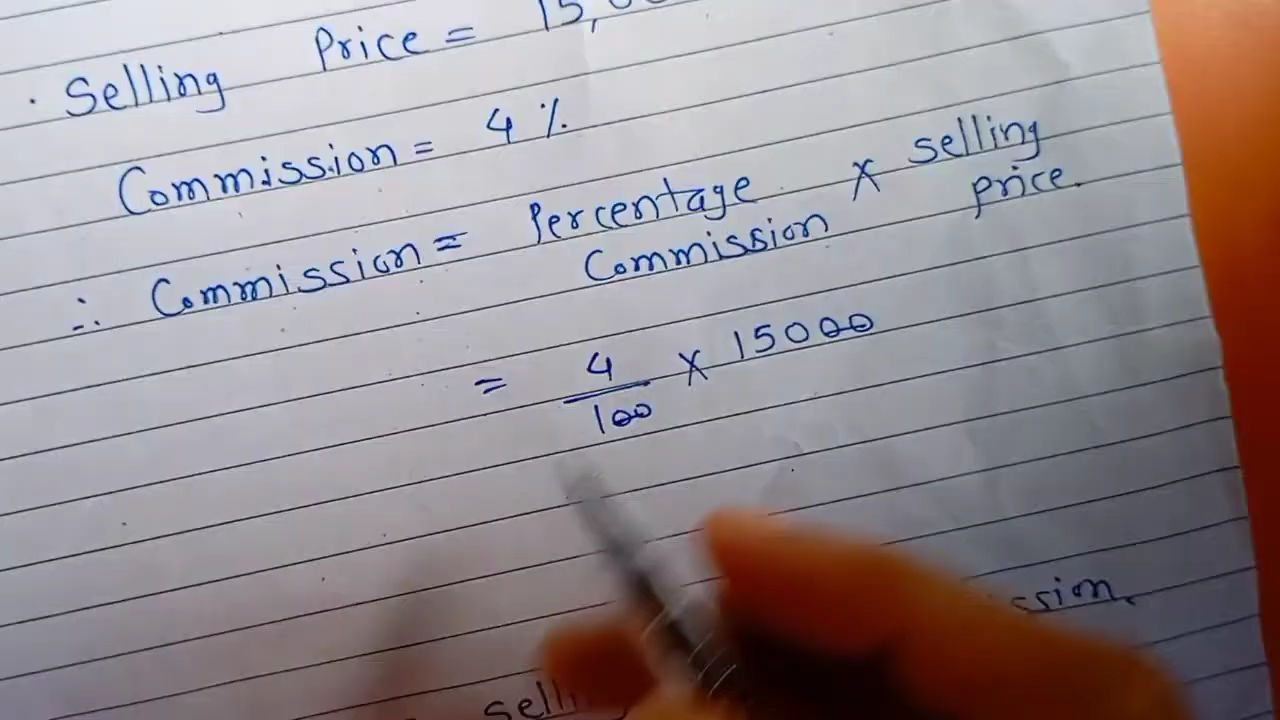 . Selling Price =
Commission = 4 %
∴ Commission = Percentage Commission × selling price.
= 4/100 × 15000